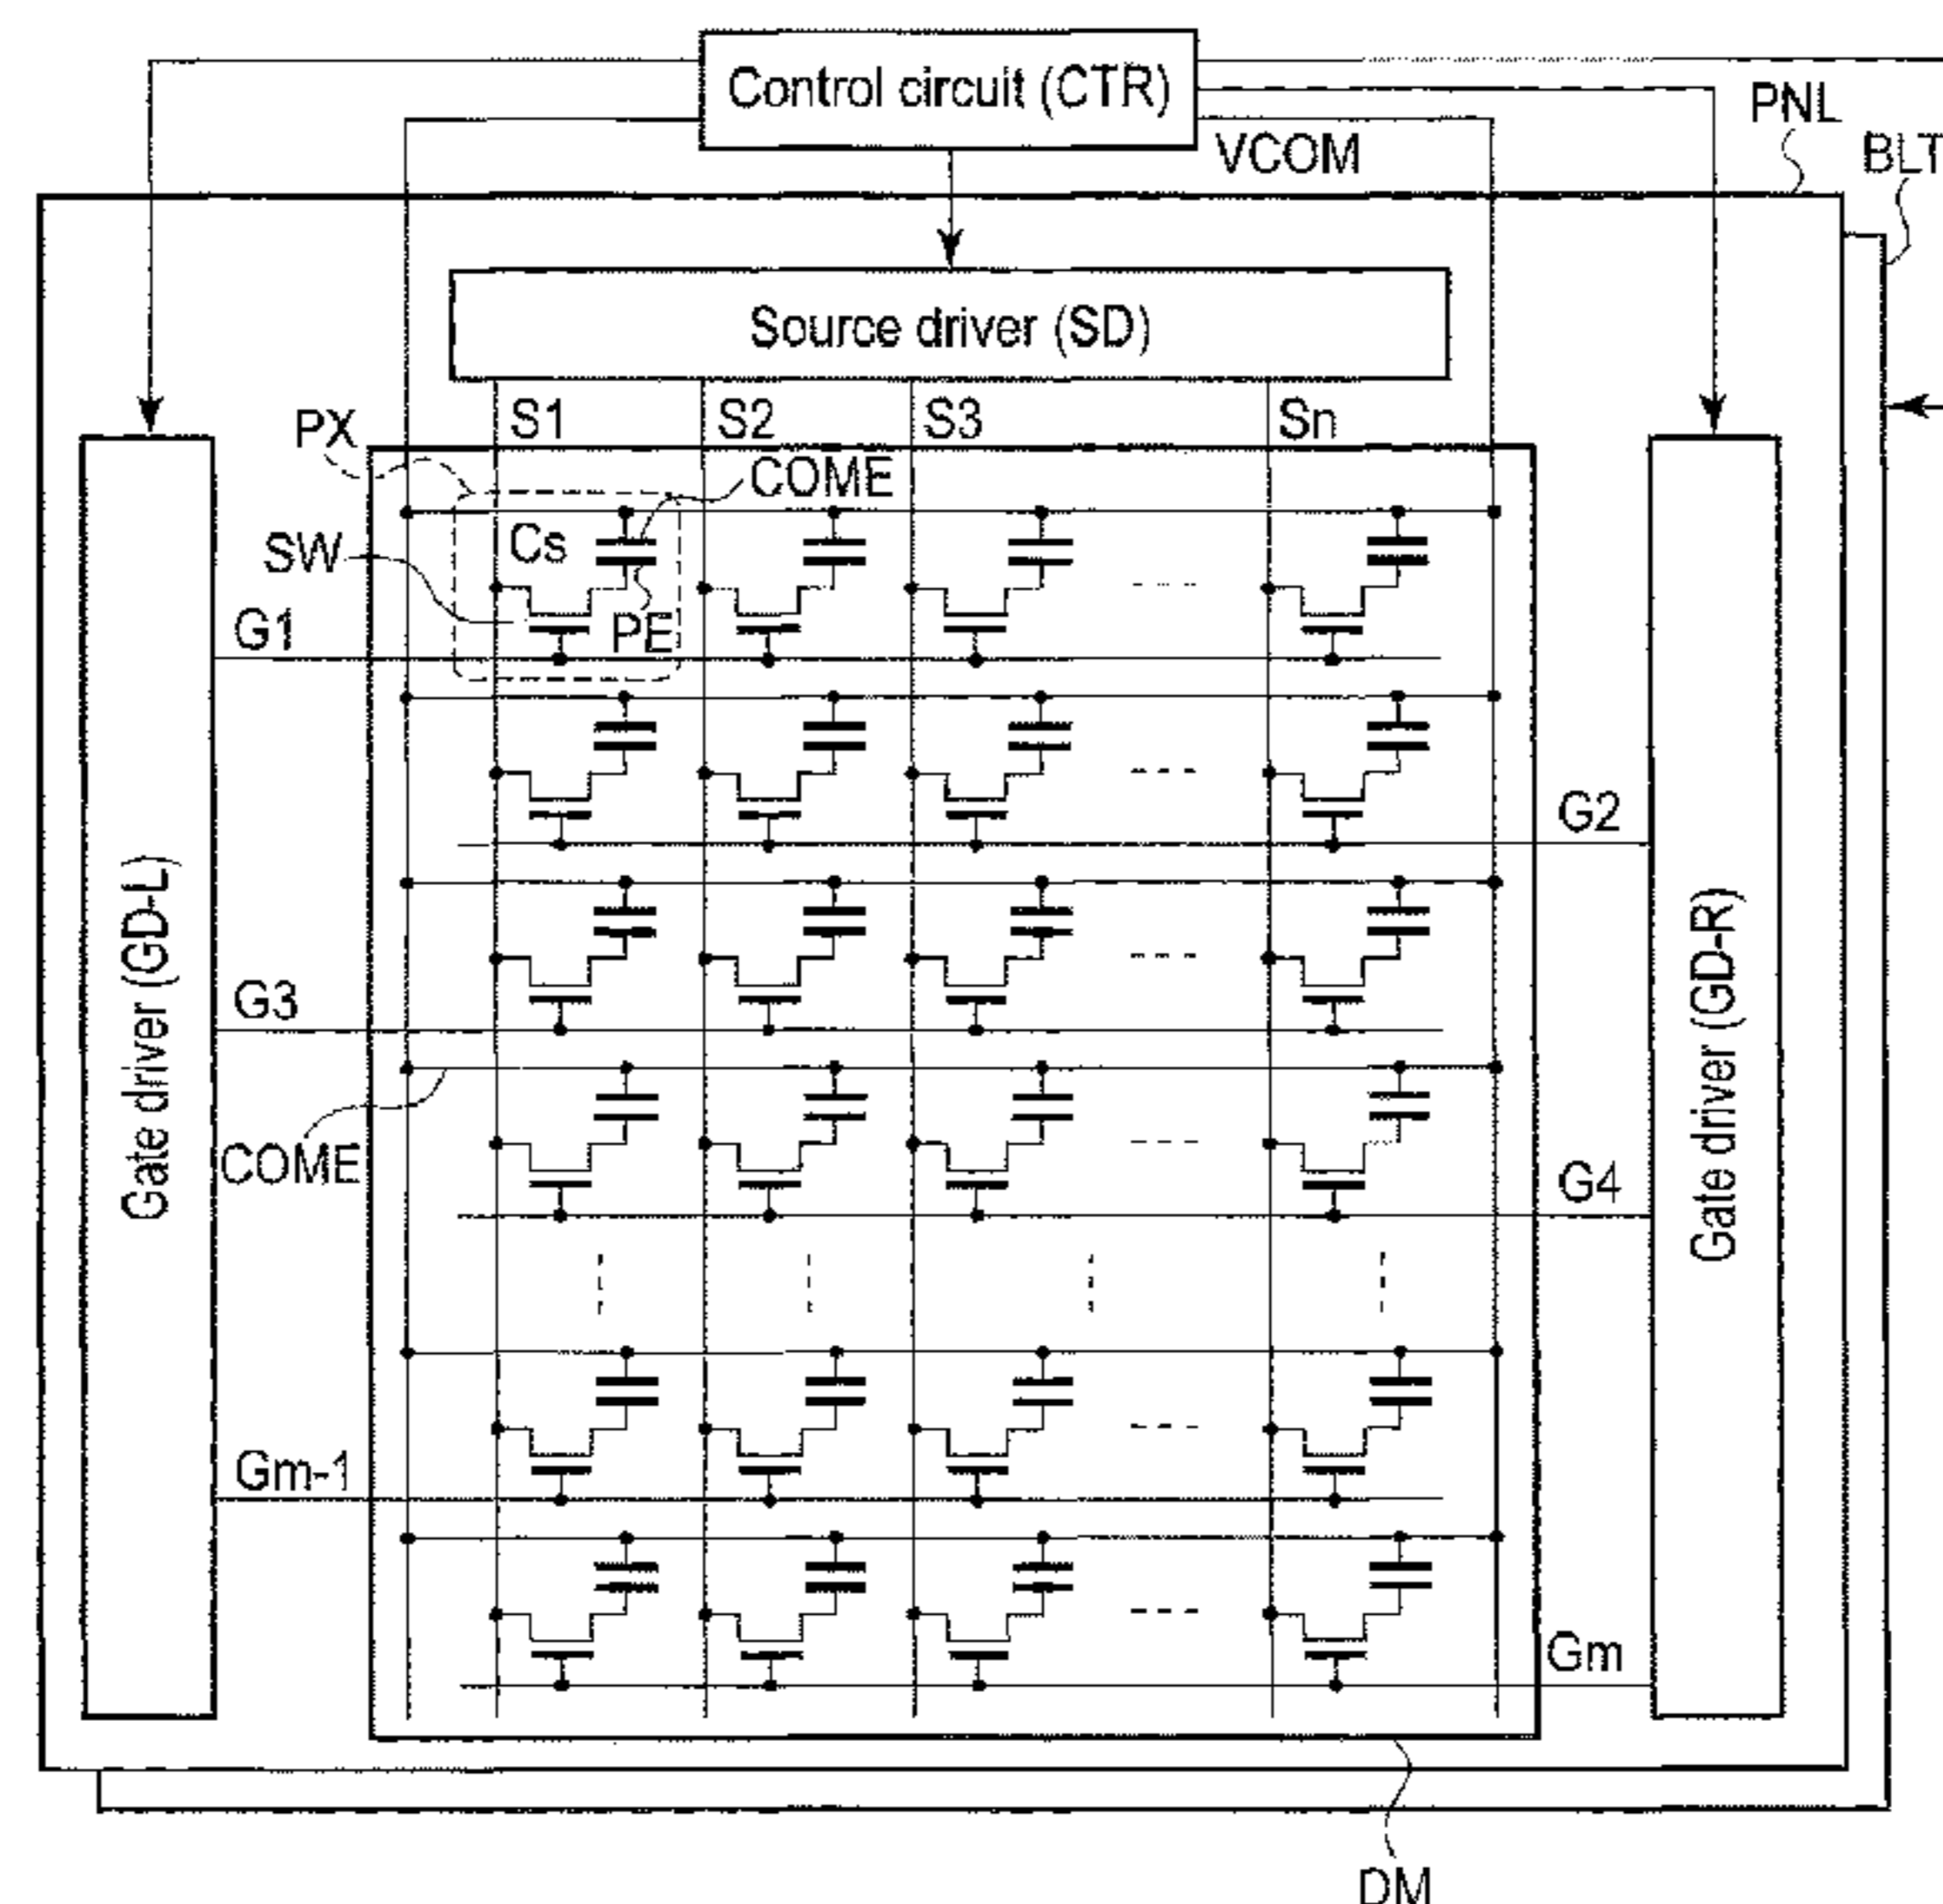 Control circuit (CTR)
PNL
VCOM
BLT
Source driver (SD)
PX
S1
S2
S3
Sn
COME
SW
Cs
G1
PE
G2
Gate driver (GD-L)
Gate driver (GD-R)
G3
COME
G4
Gm-1
Gm
DM